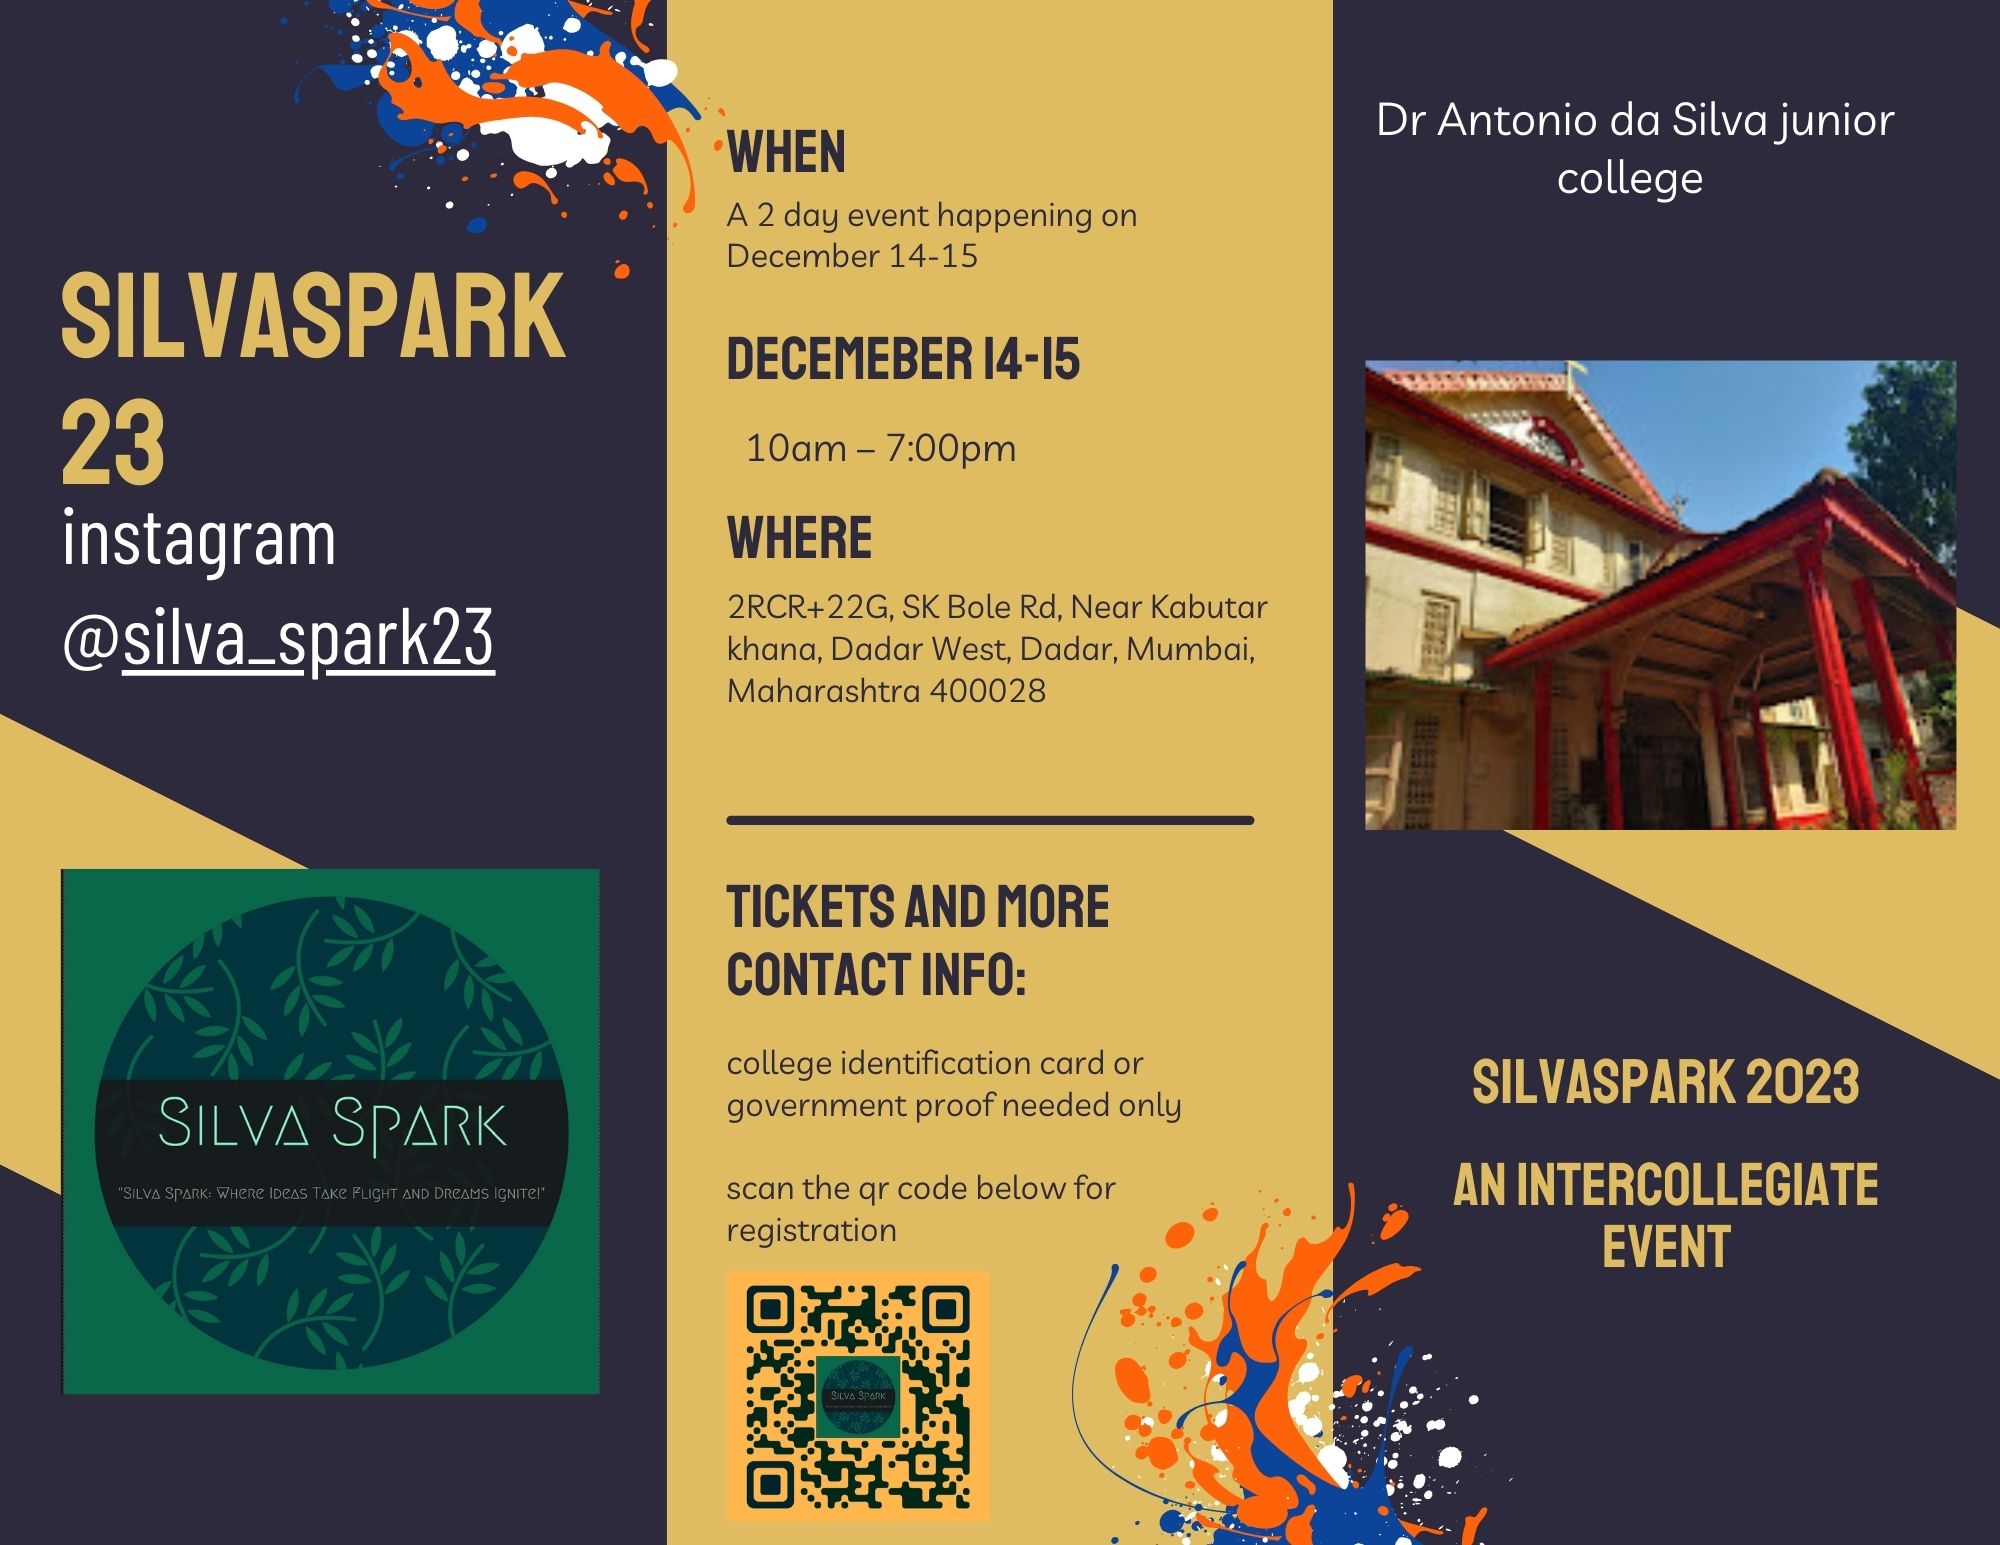 SILVASPARK
23
instagram
@silva_spark23
SILVA SPARK
"SILVA SPARK: WHERE IDEAS TAKE FLIGHT AND DREAMS IGNITE!"
WHEN
A 2 day event happening on
December 14-15
DECEMEBER 14-15
10am – 7:00pm
WHERE
2RCR+22G, SK Bole Rd, Near Kabutar
khana, Dadar West, Dadar, Mumbai,
Maharashtra 400028
TICKETS AND MORE
CONTACT INFO:
college identification card or
government proof needed only
scan the qr code below for
registration
SILVA SPARK
Dr Antonio da Silva junior
college
SILVASPARK 2023
AN INTERCOLLEGIATE
EVENT